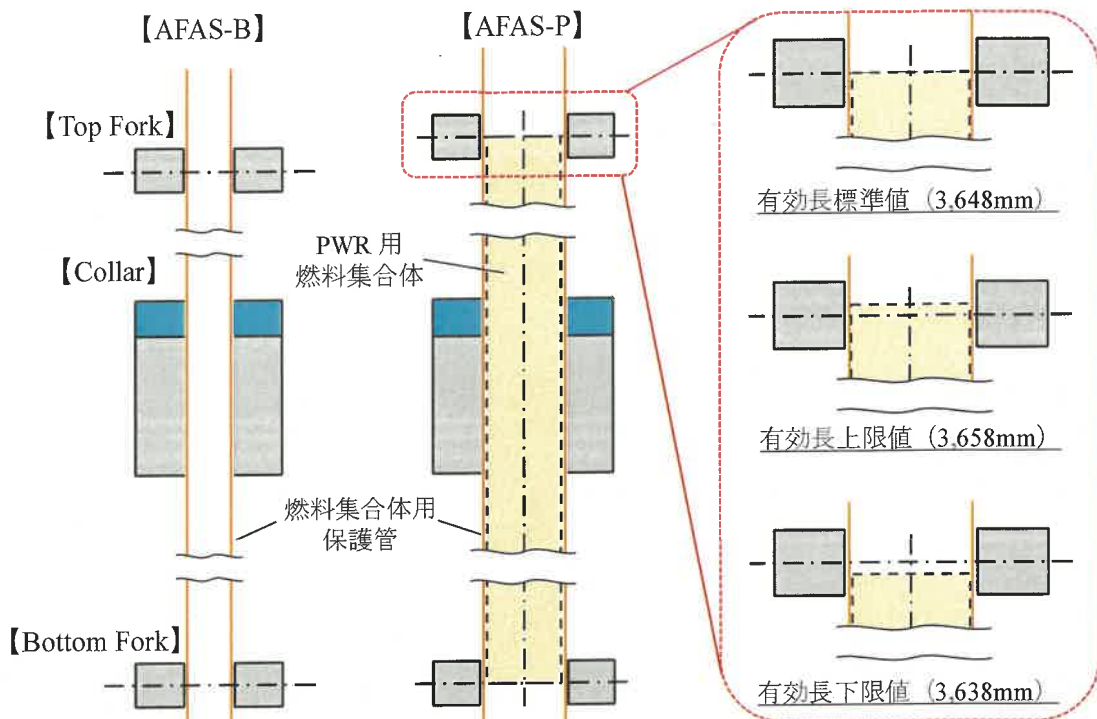 【AFAS-B】
【AFAS-P】
【Top Fork】
【Collar】
PWR 用
燃料集合体
燃料集合体用
保護管
【Bottom Fork】
有効長標準値（3,648mm）
有効長上限値（3,658mm）
有効長下限値（3,638mm）